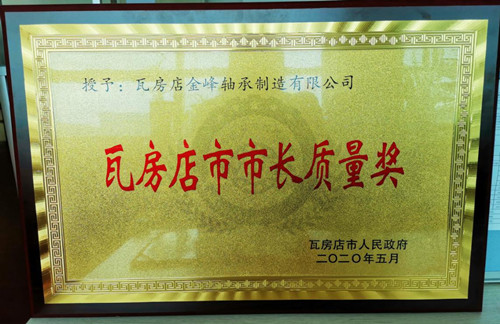 授予：瓦房店金峰轴承制造有限公司
瓦房店市市长质量奖
瓦房店市人民政府
二〇二〇年五月